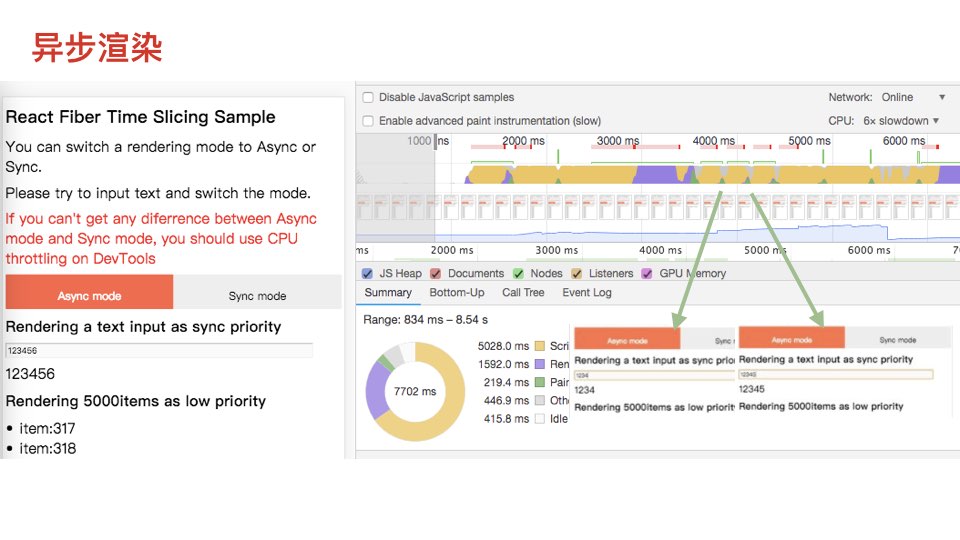 异步渲染
React Fiber Time Slicing Sample
You can switch a rendering mode to Async or
Sync.
Please try to input text and switch the mode.
If you can't get any diferrence between Async
mode and Sync mode, you should use CPU
throttling on DevTools
Async mode
Sync mode
Rendering a text input as sync priority
123456
123456
Rendering 5000items as low priority
• item:317
• item:318
Disable JavaScript samples
Network: Online
Enable advanced paint instrumentation (slow)
CPU: 6x slowdown
1000 ms 2000 ms 3000 ms 4000 ms 5000 ms 6000 ms
ms 2000 ms 3000 ms 4000 ms 5000 ms 6000 ms 7
JS Heap Documents Nodes Listeners GPU Memory
Summary Bottom-Up Call Tree Event Log
Range: 834 ms – 8.54 s
7702 ms
5028.0 ms Scri
1592.0 ms Ren
219.4 ms Pair
446.9 ms Oth
415.8 ms Idle
Async mode
Sync
Rendering a text input as sync prio
1234
1234
Rendering 5000items as low priorit
Async mode
Sync mode
Rendering a text input as sync priority
12345
12345
Rendering 5000items as low priority